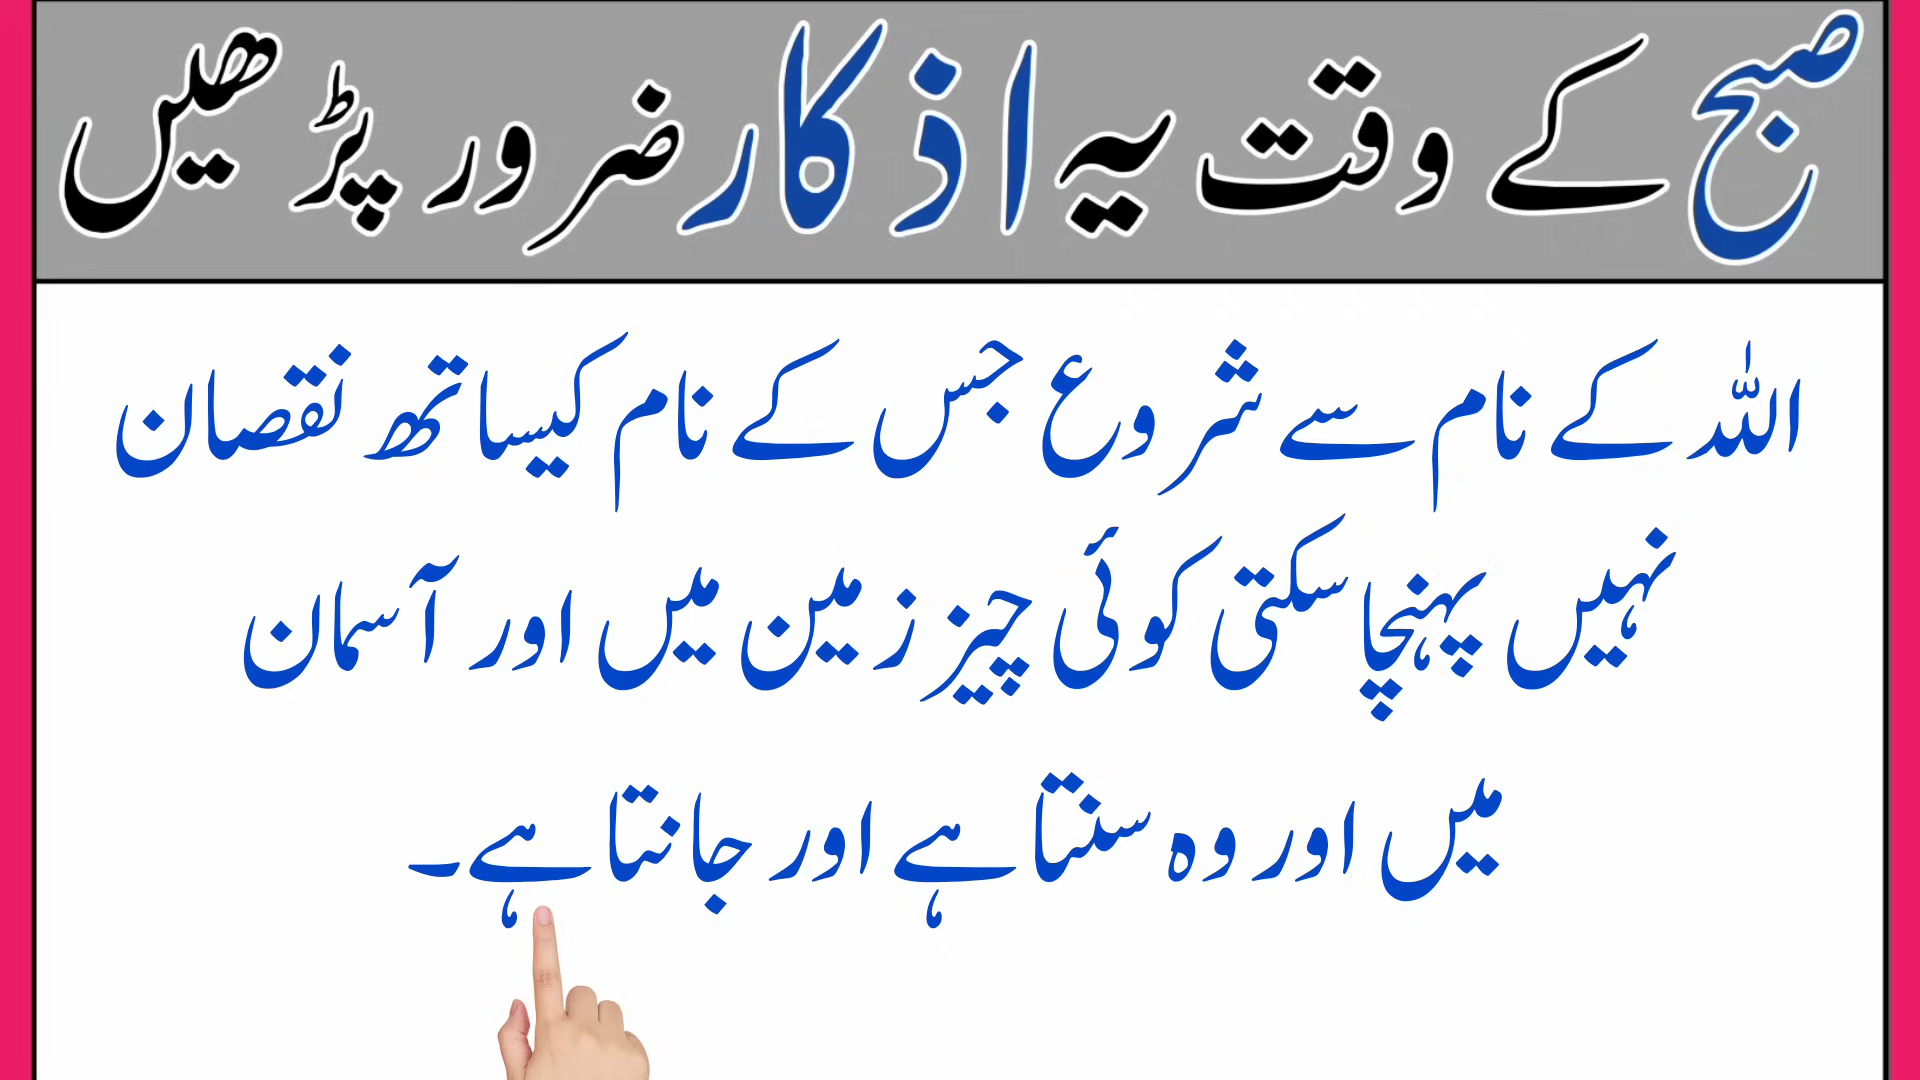 صبح کے وقت یہ اذکار ضرور پڑھیں
اللہ کے نام سے شروع جس کے نام کیساتھ نقصان
نہیں پہنچا سکتی کوئی چیز زمین میں اور آسمان
میں اور وہ سنتا ہے اور جانتا ہے۔